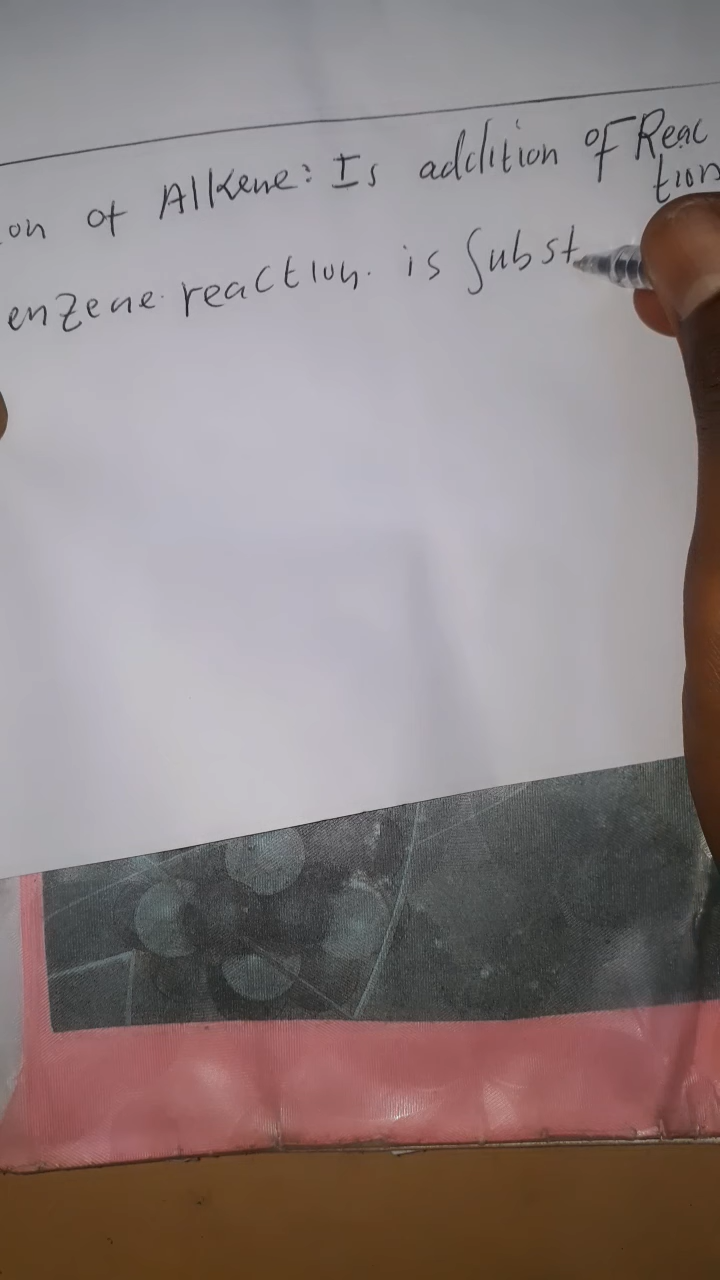 on of Alkene: Is addition of Reac
tion
enzene reaction. is Subst